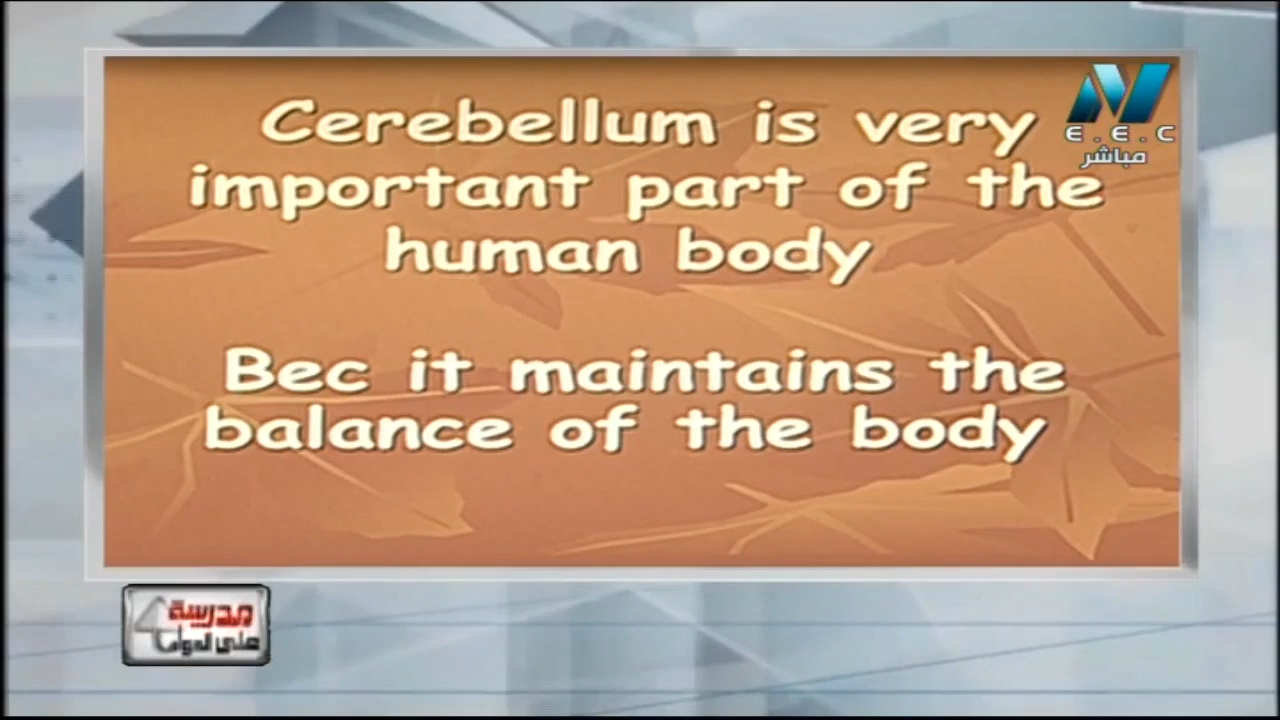 Cerebellum is very
important part of the
human body
Bec it maintains the
balance of the body
E.E.C
مباشر
مدرسة
على الهواء